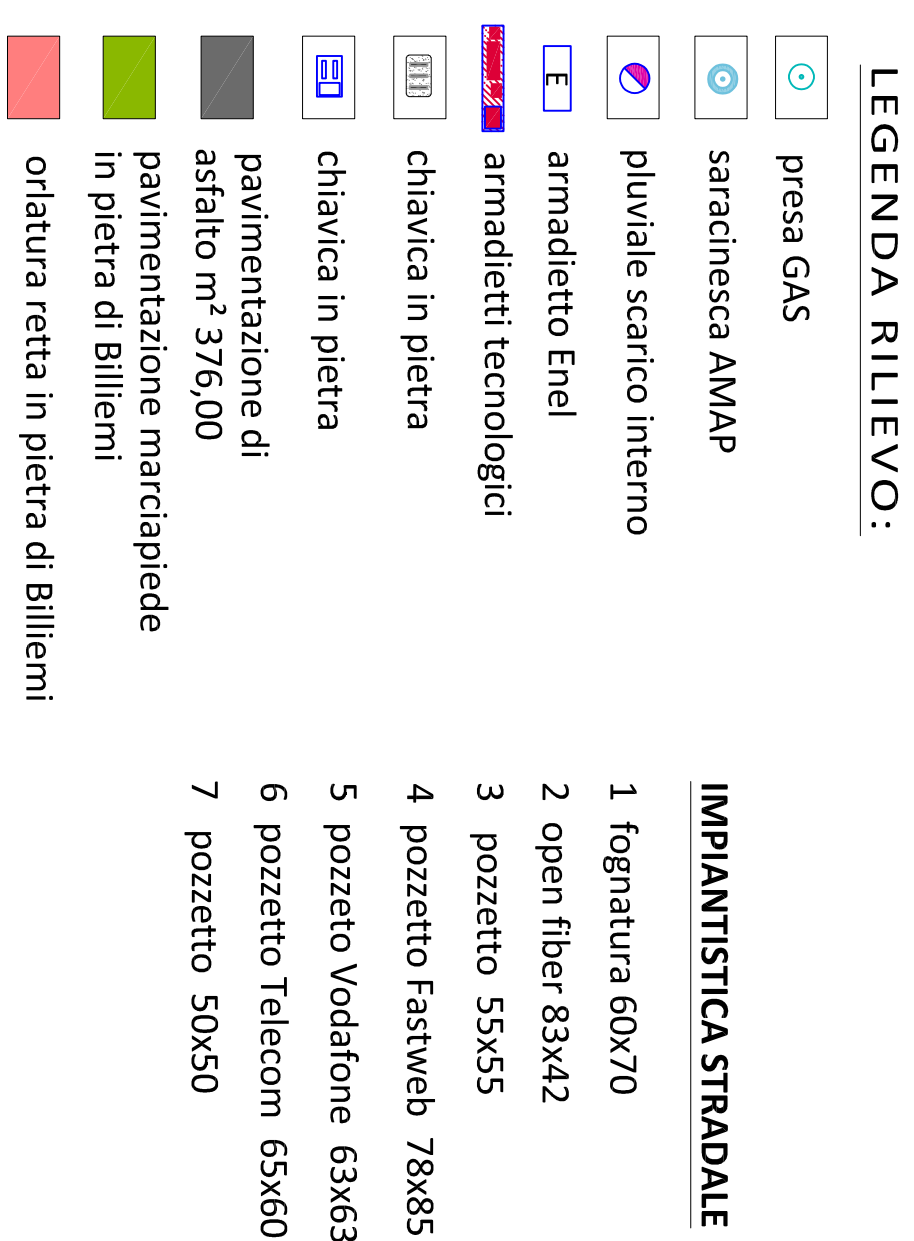 LEGENDA RILIEVO:
presa GAS
saracinesca AMAP
pluviale scarico interno
E
armadietto Enel
armadietti tecnologici
chiavica in pietra
chiavica in pietra
pavimentazione di
asfalto m² 376,00
pavimentazione marciapiede
in pietra di Billiemi
orlatura retta in pietra di Billiemi
IMPIANTISTICA STRADALE
1 fognatura 60x70
2 open fiber 83x42
3 pozzetto 55x55
4 pozzetto Fastweb 78x85
5 pozzeto Vodafone 63x63
6 pozzetto Telecom 65x60
7 pozzetto 50x50